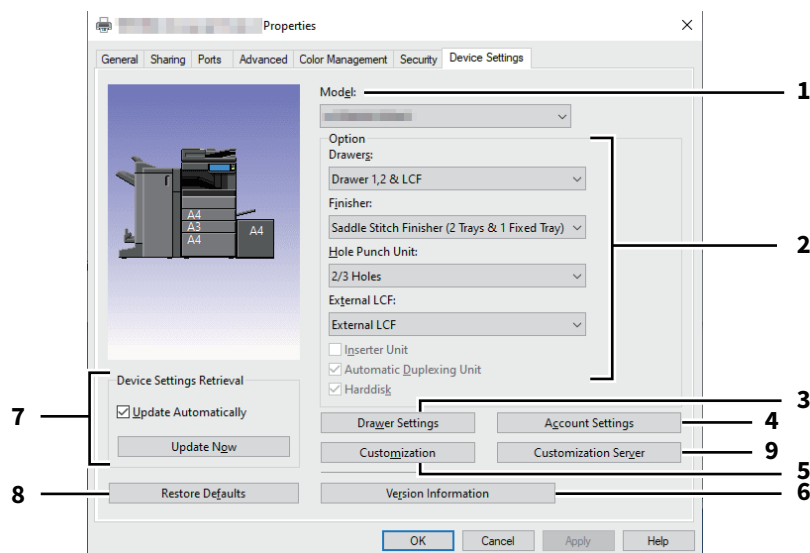 Properties
General Sharing Ports Advanced Color Management Security Device Settings
Model:
1
Option
Drawers:
Drawer 1,2 & LCF
Finisher:
Saddle Stitch Finisher (2 Trays & 1 Fixed Tray)
2
Hole Punch Unit:
2/3 Holes
External LCF:
External LCF
Inserter Unit
Automatic Duplexing Unit
Harddisk
A4
A3
A4
A4
Device Settings Retrieval
7
Update Automatically
Update Now
3
Drawer Settings Account Settings
4
Customization Customization Server
9
5
8
Restore Defaults Version Information
6
OK Cancel Apply Help